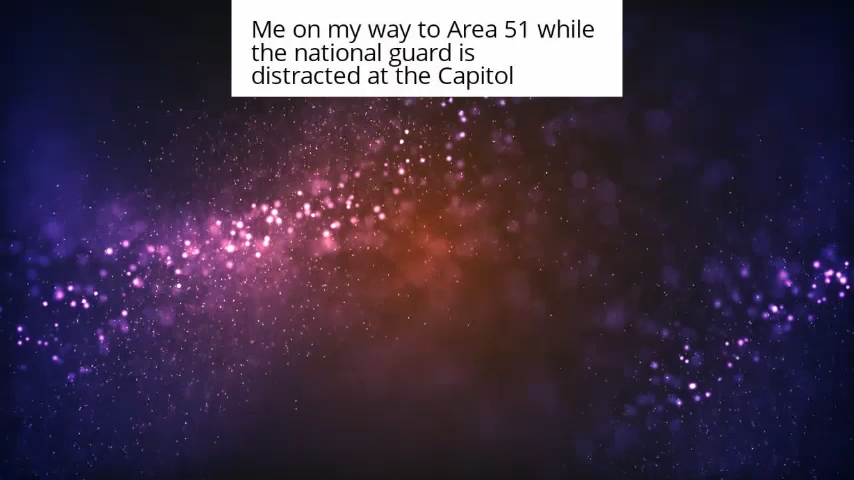 Me on my way to Area 51 while
the national guard is
distracted at the Capitol